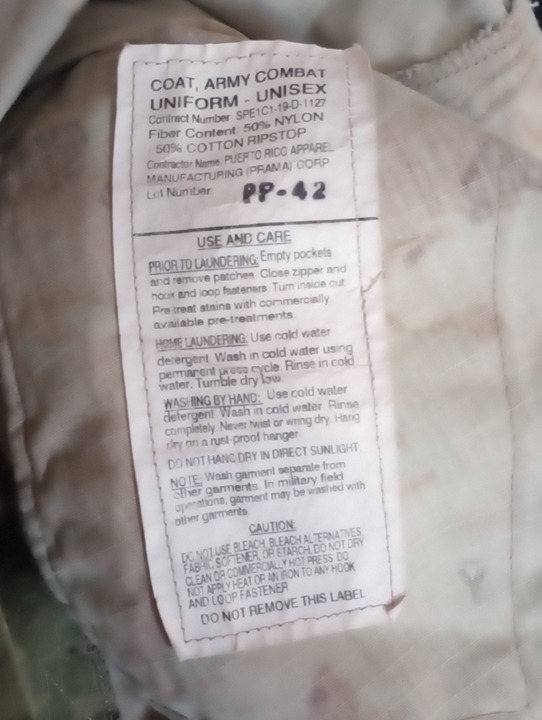 COAT, ARMY COMBAT
UNIFORM - UNISEX
Contract Number SPE1C1-19-D-1127
Fiber Content: 50% NYLON
50% COTTON RIPSTOP
Contractor Name: PUERTO RICO APPAREL
MANUFACTURING (PRAMA) CORP
Lot Number: PP-42
USE AND CARE
PRIOR TO LAUNDERING: Empty pockets
and remove patches. Close zipper and
hook and loop fasteners. Turn inside out.
Pre treat stains with commercially
available pre-treatments.
HOME LAUNDERING: Use cold water
detergent. Wash in cold water using
permanent press cycle. Rinse in cold
water. Tumble dry low.
WASHING BY HAND: Use cold water
detergent. Wash in cold water. Rinse
completely. Never twist or wring dry. Hang
dry on a rust-proof hanger.
DO NOT HANG DRY IN DIRECT SUNLIGHT
NOTE: Wash garment separate from
other garments. In military field
operations, garment may be washed with
other garments
CAUTION:
DO NOT USE BLEACH, BLEACH ALTERNATIVES
FABRIC SOFTENER, OR STARCH. DO NOT DRY
CLEAN OR COMMERCIALLY HOT PRESS. DO
NOT APPLY HEAT OR AN IRON TO ANY HOOK
AND LOOP FASTENER
DO NOT REMOVE THIS LABEL